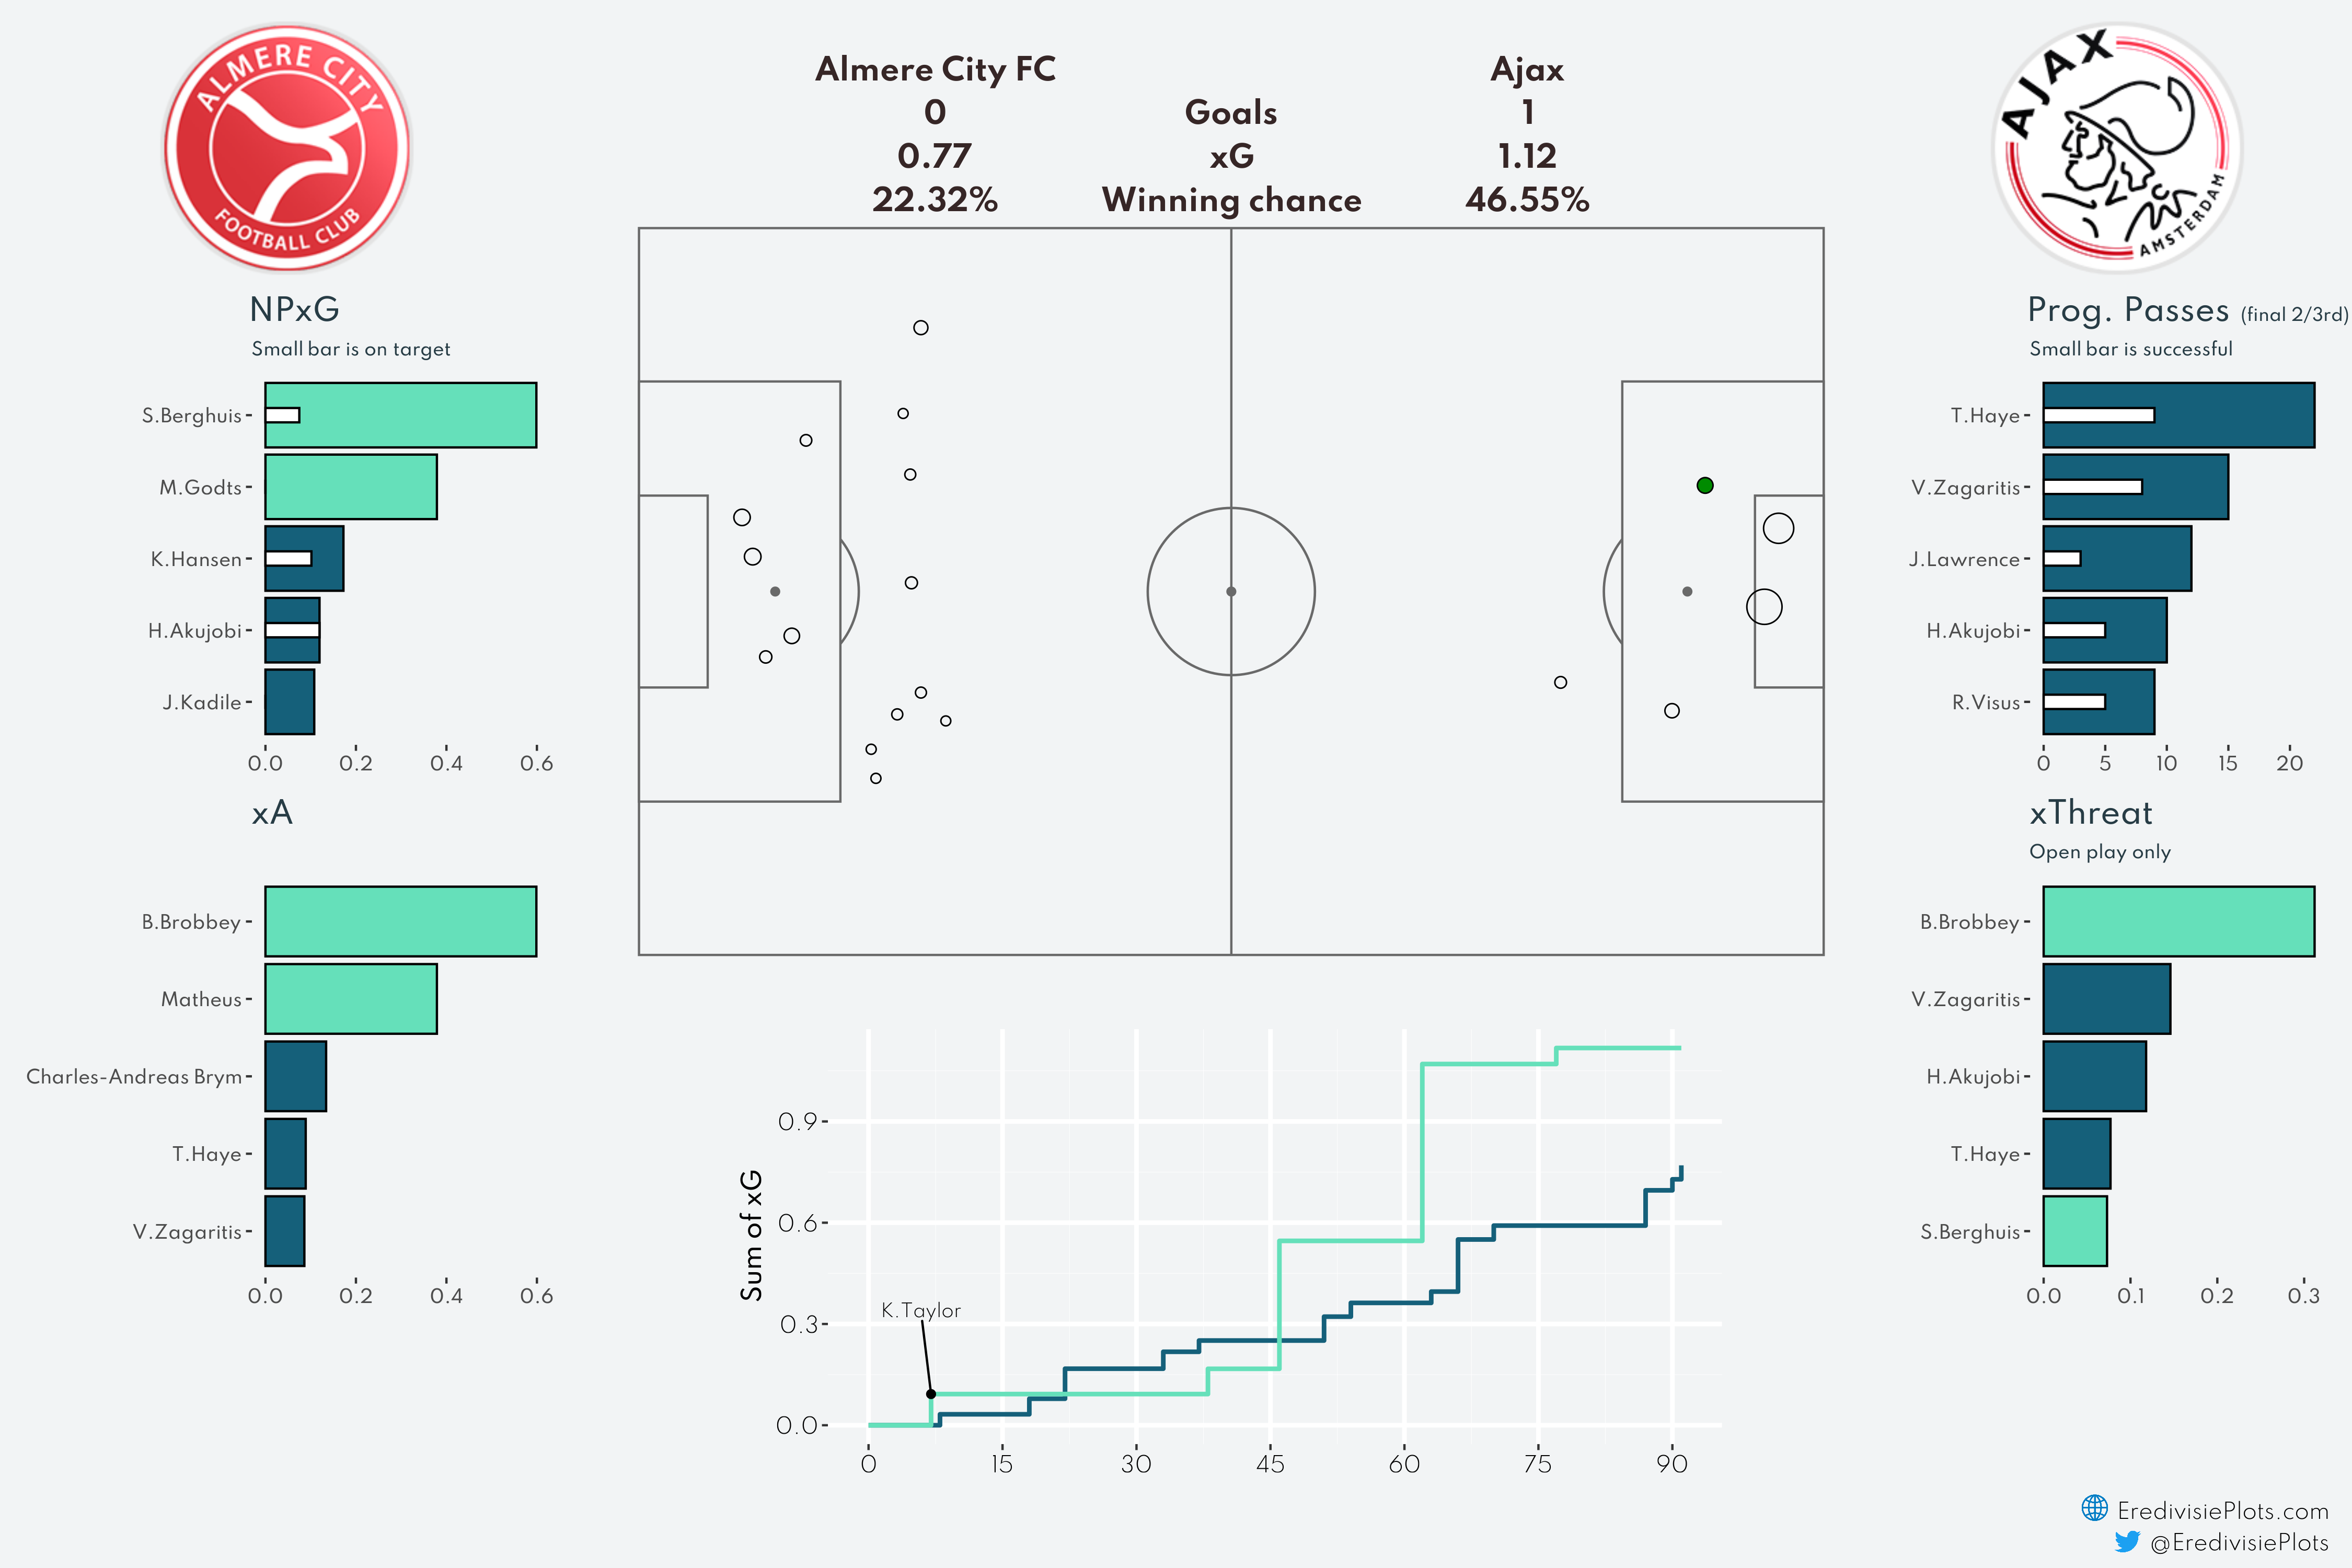 ALMERE CITY
FOOTBALL CLUB
Almere City FC Ajax
0 Goals 1
0.77 xG 1.12
22.32% Winning chance 46.55%
AJAX
AMSTERDAM
NPxG
Small bar is on target
S.Berghuis
M.Godts
K.Hansen
H.Akujobi
J.Kadile
0.0 0.2 0.4 0.6
xA
B.Brobbey
Matheus
Charles-Andreas Brym
T.Haye
V.Zagaritis
0.0 0.2 0.4 0.6
Sum of xG
0.9
0.6
0.3
0.0
K.Taylor
0 15 30 45 60 75 90
Prog. Passes (final 2/3rd)
Small bar is successful
T.Haye
V.Zagaritis
J.Lawrence
H.Akujobi
R.Visus
0 5 10 15 20
xThreat
Open play only
B.Brobbey
V.Zagaritis
H.Akujobi
T.Haye
S.Berghuis
0.0 0.1 0.2 0.3
EredivisiePlots.com
@EredivisiePlots